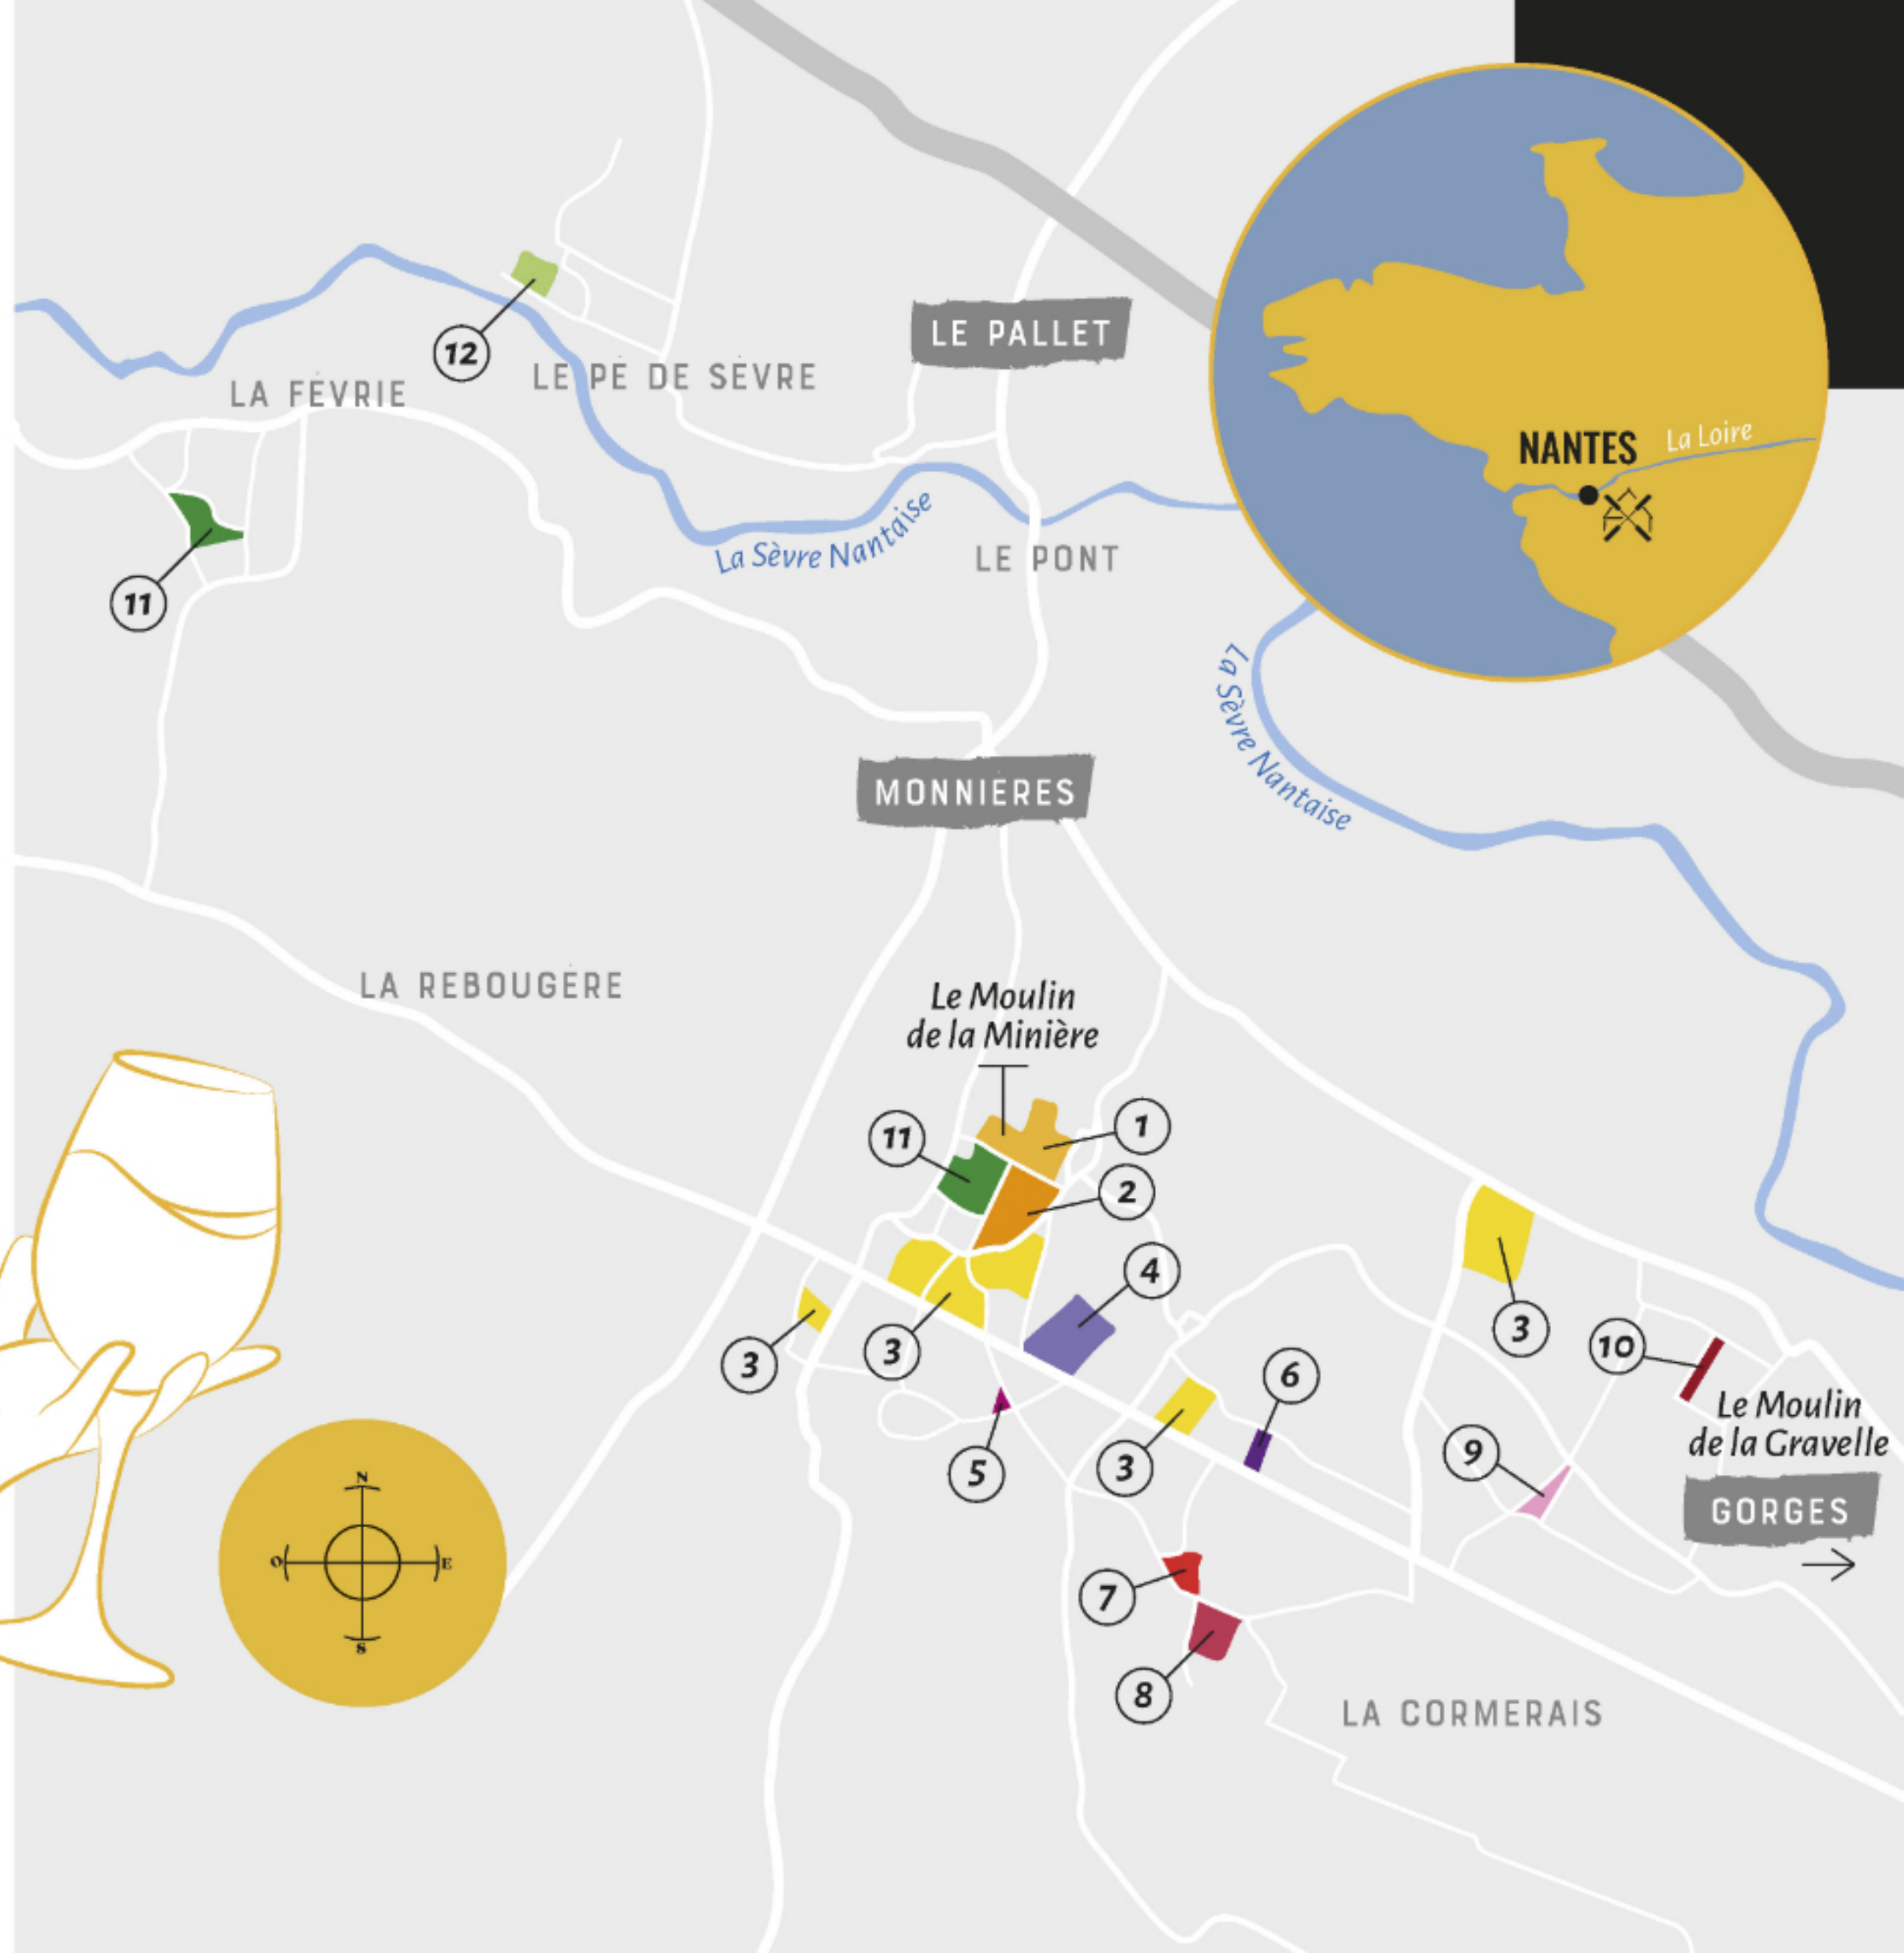 NANTES
La Loire
LE PALLET
12
LE PÉ DE SÈVRE
LA FÉVRIE
La Sèvre Nantaise
LE PONT
11
La Sèvre Nantaise
MONNIÈRES
LA REBOUGÈRE
Le Moulin
de la Minière
11
1
2
4
3
3
3
10
6
Le Moulin
de la Gravelle
9
5
3
GORGES
N
O
E
S
7
8
LA CORMERAIS